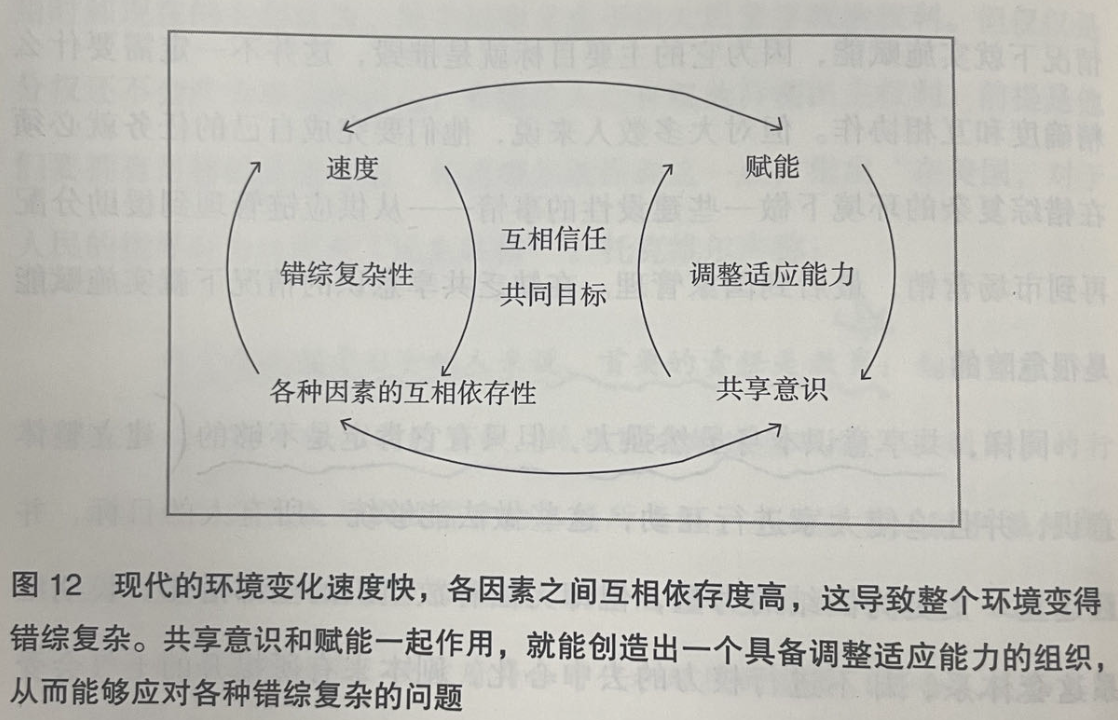 速度 赋能
互相信任
错综复杂性 调整适应能力
共同目标
各种因素的互相依存性 共享意识
图 12 现代的环境变化速度快，各因素之间互相依存度高，这导致整个环境变得
错综复杂。共享意识和赋能一起作用，就能创造出一个具备调整适应能力的组织，
从而能够应对各种错综复杂的问题